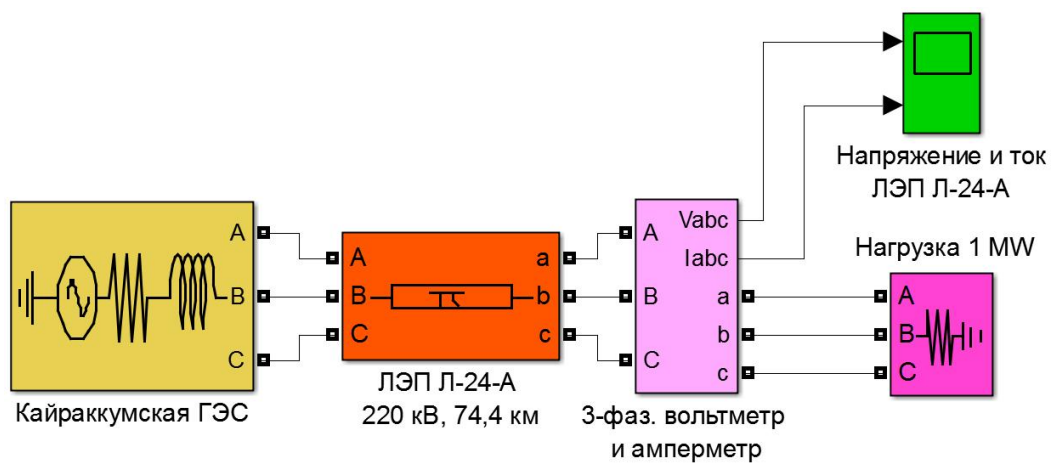 Напряжение и ток
ЛЭП Л-24-А
A
B
C
Кайраккумская ГЭС
A
B
C
a
b
c
ЛЭП Л-24-А
220 кВ, 74,4 км
A
B
C
Vabc
Iabc
a
b
c
3-фаз. вольтметр
и амперметр
Нагрузка 1 MW
A
B
C